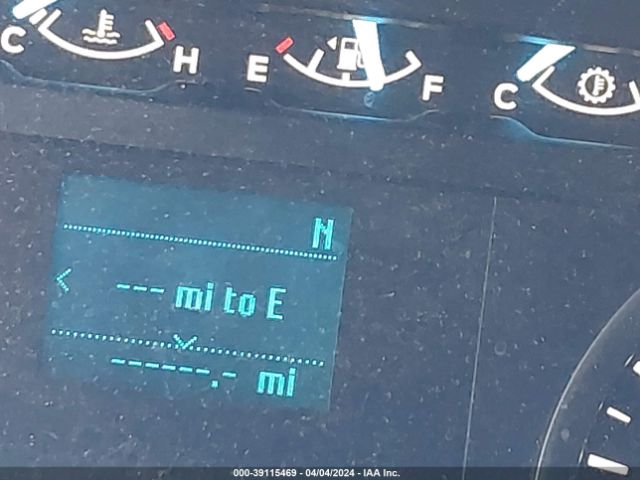 C H E F C
N
< --- mi to E
------.- mi
000-39115469 - 04/04/2024 - IAA Inc.